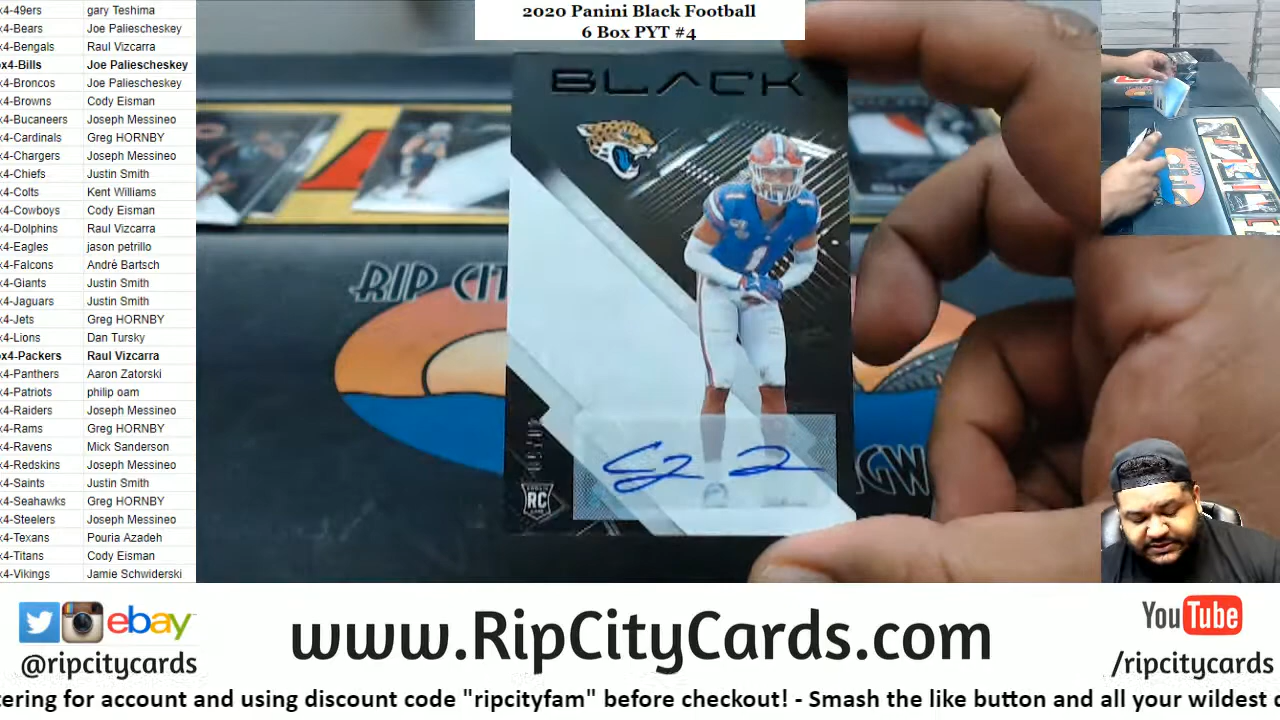 2020 Panini Black Football
6 Box PYT #4
x4-49ers gary Teshima
x4-Bears Joe Paliescheskey
x4-Bengals Raul Vizcarra
ox4-Bills Joe Paliescheskey
x4-Broncos Joe Paliescheskey
x4-Browns Cody Eisman
x4-Bucaneers Joseph Messineo
x4-Cardinals Greg HORNBY
x4-Chargers Joseph Messineo
x4-Chiefs Justin Smith
x4-Colts Kent Williams
x4-Cowboys Cody Eisman
x4-Dolphins Raul Vizcarra
x4-Eagles jason petrillo
x4-Falcons Andrè Bartsch
x4-Giants Justin Smith
x4-Jaguars Justin Smith
x4-Jets Greg HORNBY
x4-Lions Dan Tursky
ox4-Packers Raul Vizcarra
x4-Panthers Aaron Zatorski
x4-Patriots philip oam
x4-Raiders Joseph Messineo
x4-Rams Greg HORNBY
x4-Ravens Mick Sanderson
x4-Redskins Joseph Messineo
x4-Saints Justin Smith
x4-Seahawks Greg HORNBY
x4-Steelers Joseph Messineo
x4-Texans Pouria Azadeh
x4-Titans Cody Eisman
x4-Vikings Jamie Schwiderski
BLACK
1
RIP CIT
RC
GW
ebay
@ripcitycards
www.RipCityCards.com
YouTube
/ripcitycards
tering for account and using discount code "ripcityfam" before checkout! - Smash the like button and all your wildest d